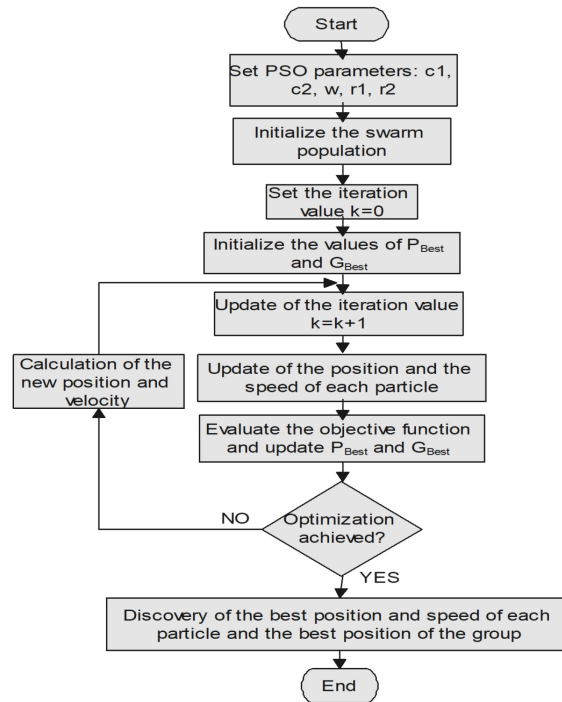 Start
Set PSO parameters: c1,
c2, w, r1, r2
Initialize the swarm
population
Set the iteration
value k=0
Initialize the values of PBest
and GBest
Update of the iteration value
k=k+1
Calculation of the
new position and
velocity
Update of the position and the
speed of each particle
Evaluate the objective function
and update PBest and GBest
NO
Optimization
achieved?
YES
Discovery of the best position and speed of each
particle and the best position of the group
End